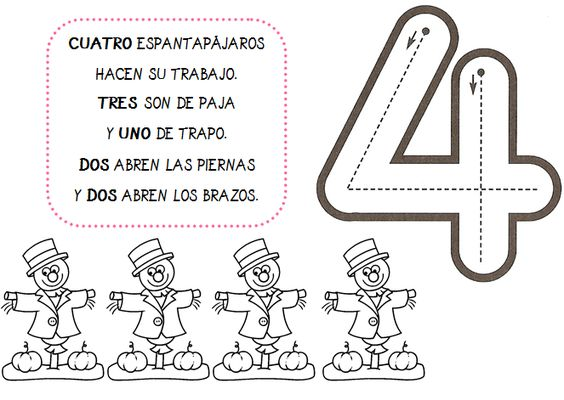 CUATRO ESPANTAPÁJAROS
HACEN SU TRABAJO.
TRES SON DE PAJA
Y UNO DE TRAPO.
DOS ABREN LAS PIERNAS
Y DOS ABREN LOS BRAZOS.
4